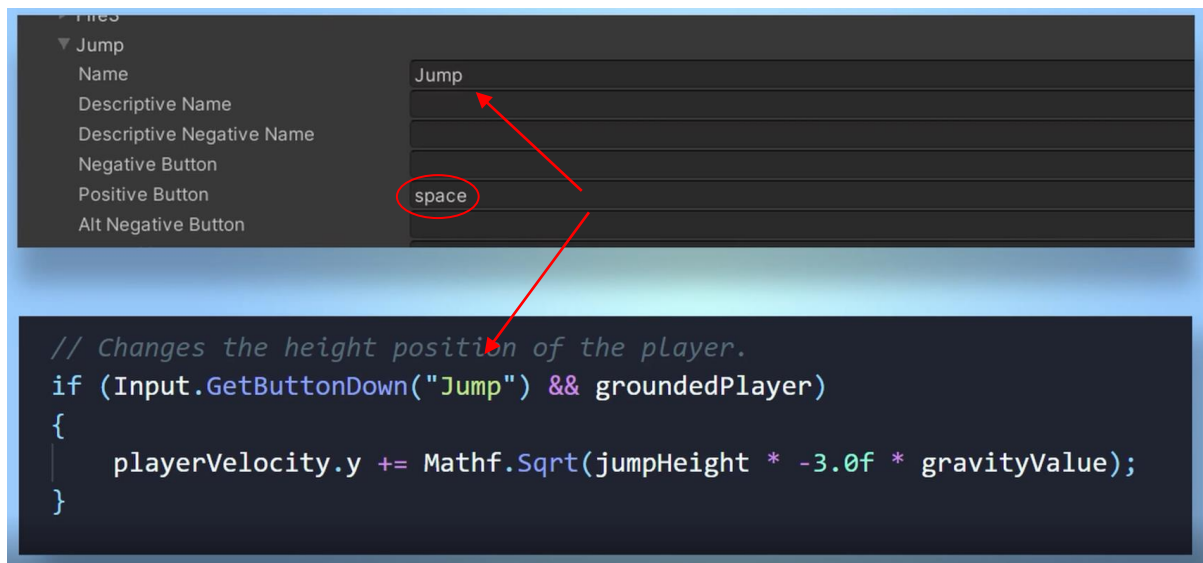 Fire3
Jump
Name Jump
Descriptive Name
Descriptive Negative Name
Negative Button
Positive Button space
Alt Negative Button
// Changes the height position of the player.
if (Input.GetButtonDown("Jump") && groundedPlayer)
{
playerVelocity.y += Mathf.Sqrt(jumpHeight * -3.0f * gravityValue);
}